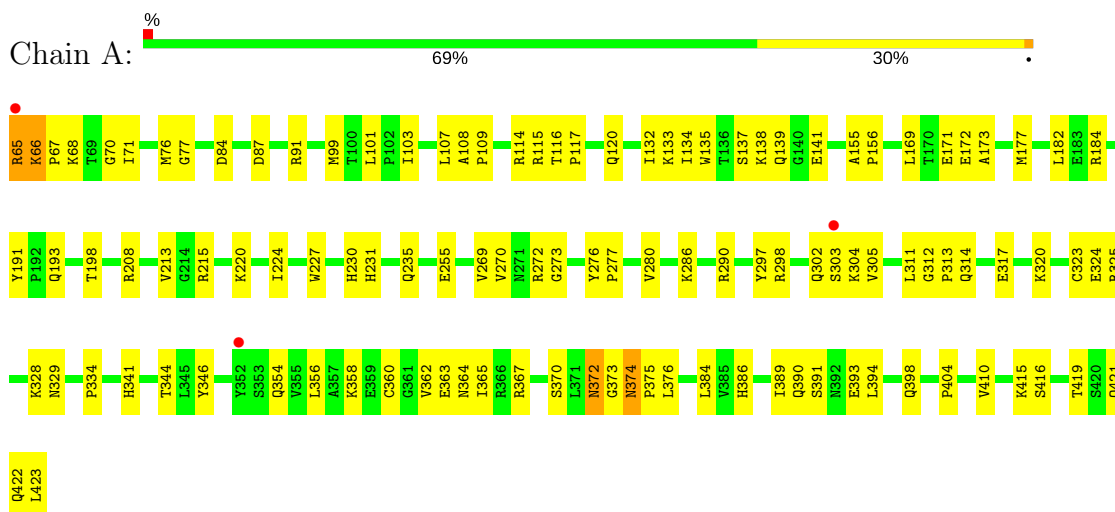 %
Chain A:
69% 30% •
R65 K66 P67 K68 T69 G70 I71 M76 G77 D84 D87 R91 M99 T100 L101 P102 I103 L107 A108 P109 R114 R115 T116 P117 Q120 I132 K133 I134 W135 T136 S137 K138 Q139 G140 E141 A155 P156 L169 T170 E171 E172 A173 M177 L182 E183 R184
Y191 P192 Q193 T198 R208 V213 G214 R215 K220 I224 W227 H230 H231 Q235 E255 V269 V270 N271 R272 G273 Y276 P277 V280 K286 R290 Y297 R298 Q302 S303 K304 V305 L311 G312 P313 Q314 E317 K320 C323 E324
K328 N329 P334 H341 T344 L345 Y346 Y352 S353 Q354 V355 L356 A357 K358 E359 C360 G361 V362 E363 N364 I365 R366 R367 S370 L371 N372 G373 N374 P375 L376 L384 V385 H386 I389 Q390 S391 N392 E393 L394 Q398 P404 V410 K415 S416 T419 S420
Q422 L423